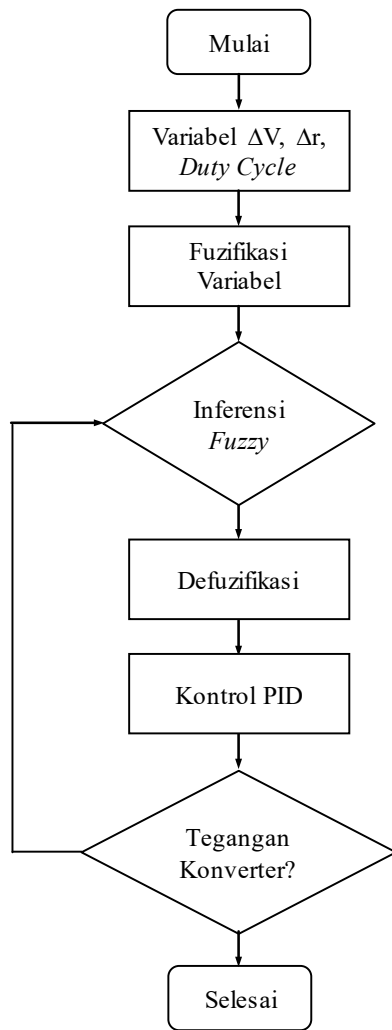 Mulai
Variabel ΔV, Δr,
Duty Cycle
Fuzifikasi
Variabel
Inferensi
Fuzzy
Defuzifikasi
Kontrol PID
Tegangan
Konverter?
Selesai